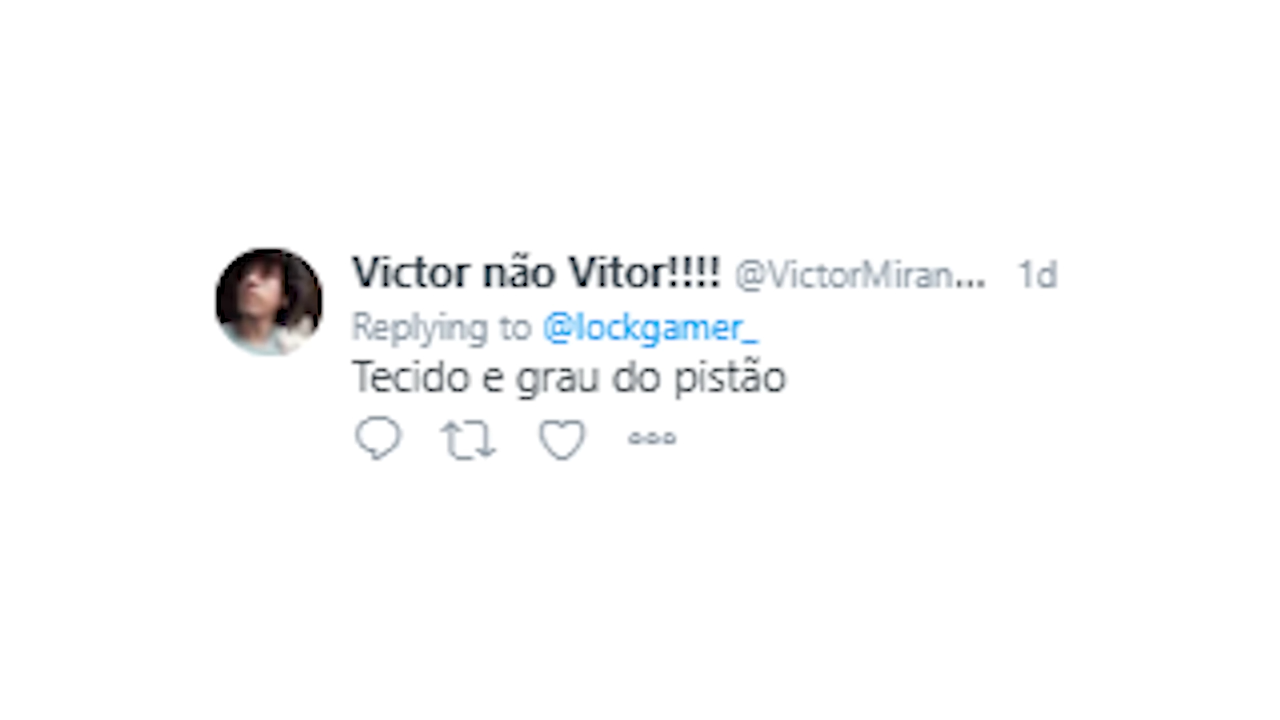 Victor não Vitor!!!! @VictorMiran... 1d
Replying to @lockgamer_
Tecido e grau do pistão